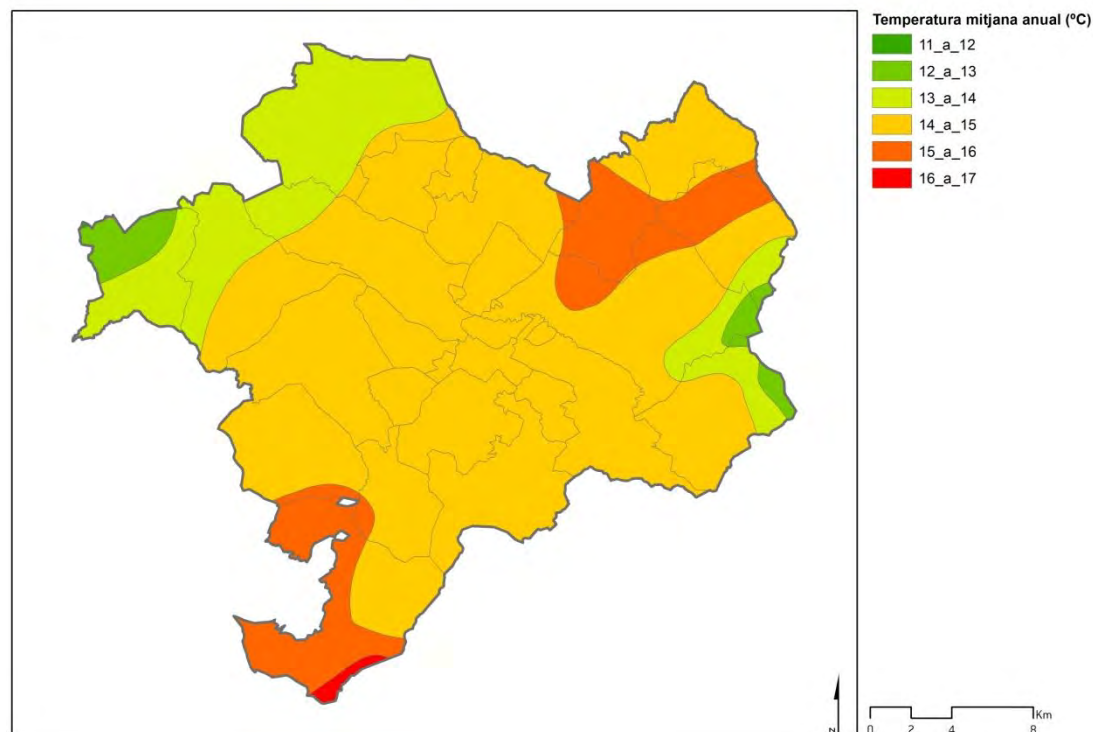 Temperatura mitjana anual (ºC)
11_a_12
12_a_13
13_a_14
14_a_15
15_a_16
16_a_17
N
Km
0 2 4 8